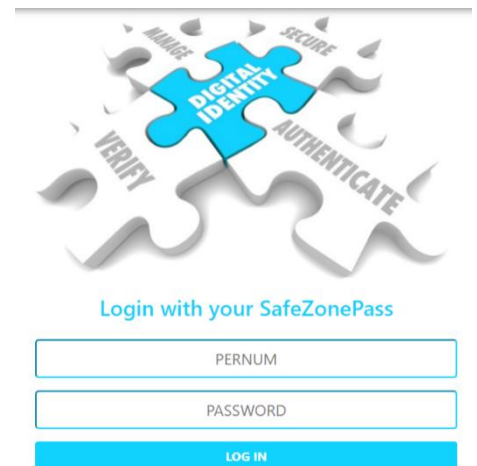 MANAGE
SECURE
DIGITAL
IDENTITY
VERIFY
AUTHENTICATE
Login with your SafeZonePass
PERNUM
PASSWORD
LOG IN